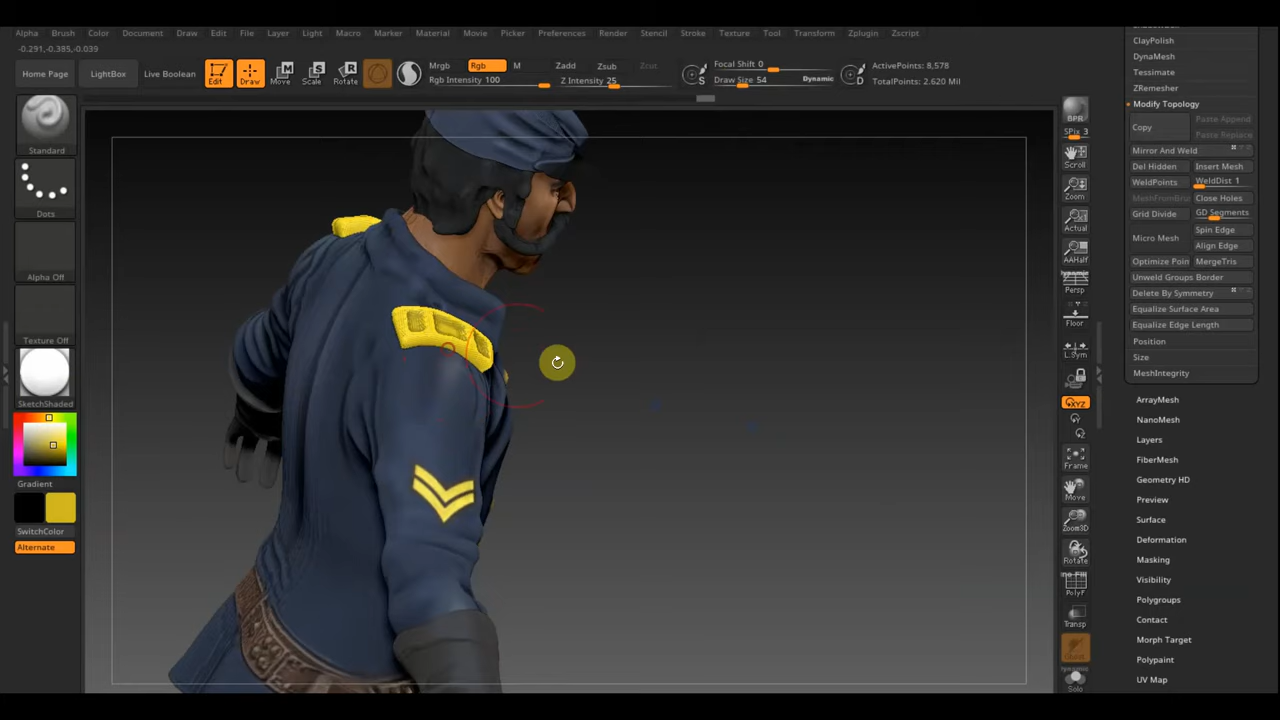 Alpha Brush Color Document Draw Edit File Layer Light Macro Marker Material Movie Picker Preferences Render Stencil Stroke Texture Tool Transform Zplugin Zscript
-0.291,-0.385,-0.039
Home Page
LightBox
Live Boolean
Edit
Draw
Move
Scale
Rotate
Mrgb
Rgb
M
Rgb Intensity 100
Zadd
Zsub
Zcut
Z Intensity 25
S
Focal Shift 0
Draw Size 54
Dynamic
D
ActivePoints: 8,578
TotalPoints: 2.620 Mil
Standard
Dots
Alpha Off
Texture Off
SketchShaded
Gradient
SwitchColor
Alternate
BPR
SPix 3
Scroll
Zoom
Actual
AAHalf
Dynamic
Persp
Floor
L.Sym
XYZ
Y
Z
Frame
Move
Zoom3D
Rotate
PolyF
Transp
Solo
ClayPolish
DynaMesh
Tessimate
ZRemesher
Modify Topology
Copy
Paste Append
Paste Replace
Mirror And Weld
Del Hidden
Insert Mesh
WeldPoints
WeldDist 1
Close Holes
Grid Divide
GD Segments
Micro Mesh
Spin Edge
Align Edge
Optimize Poin
MergeTris
Unweld Groups Border
Delete By Symmetry
Equalize Surface Area
Equalize Edge Length
Position
Size
MeshIntegrity
ArrayMesh
NanoMesh
Layers
FiberMesh
Geometry HD
Preview
Surface
Deformation
Masking
Visibility
Polygroups
Contact
Morph Target
Polypaint
UV Map